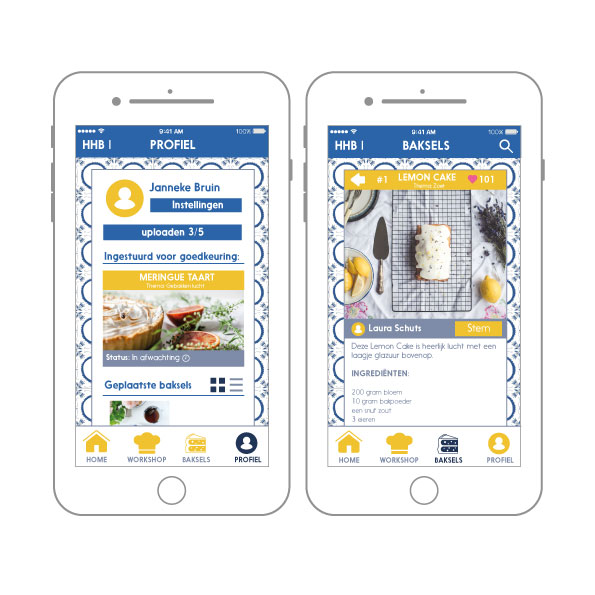 9:41 AM
100%
HHB |
PROFIEL
Janneke Bruin
Instellingen
uploaden 3/5
Ingestuurd voor goedkeuring:
MERINGUE TAART
Thema: Gebakken lucht
Status: In afwachting
Geplaatste baksels
HOME
WORKSHOP
BAKSELS
PROFIEL
9:41 AM
100%
HHB |
BAKSELS
#1
LEMON CAKE
101
Thema: Zoet
Laura Schuts
Stem
Deze Lemon Cake is heerlijk lucht met een
laagje glazuur bovenop.
INGREDIËNTEN:
200 gram bloem
10 gram bakpoeder
een snuf zout
3 eieren
HOME
WORKSHOP
BAKSELS
PROFIEL